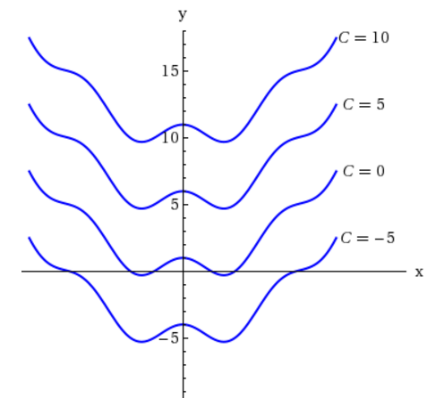 y
C = 10
15
C = 5
10
C = 0
5
C = −5
x
−5